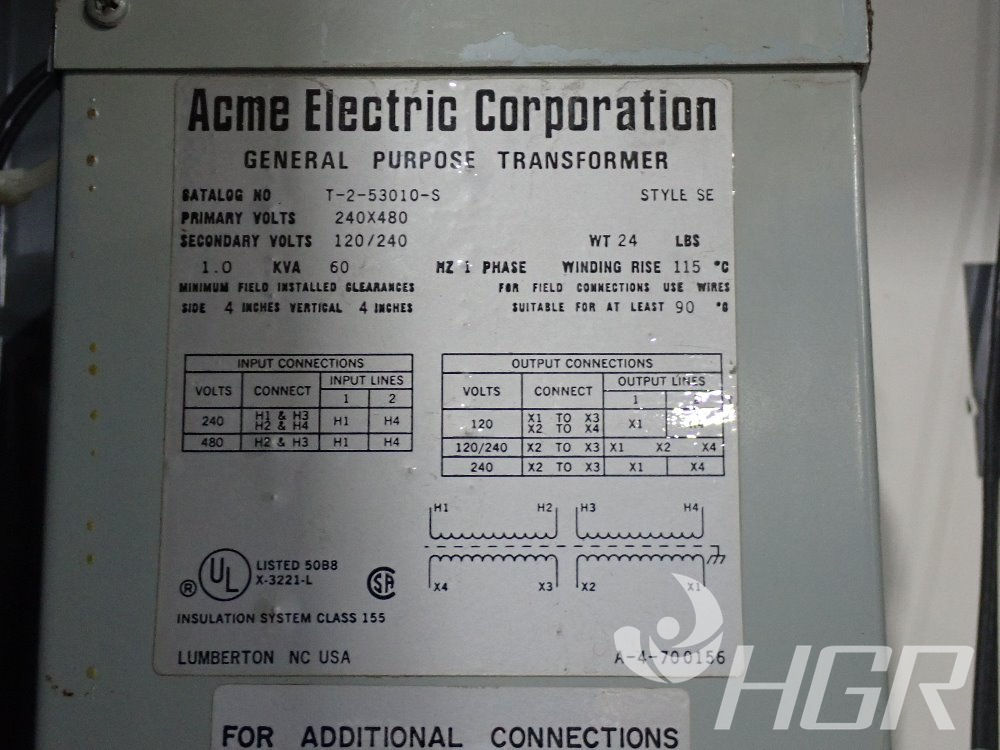 Acme Electric Corporation
GENERAL PURPOSE TRANSFORMER
CATALOG NO T-2-53010-S STYLE SE
PRIMARY VOLTS 240X480
SECONDARY VOLTS 120/240 WT 24 LBS
1.0 KVA 60 HZ 1 PHASE WINDING RISE 115 °C
MINIMUM FIELD INSTALLED CLEARANCES
SIDE 4 INCHES VERTICAL 4 INCHES
FOR FIELD CONNECTIONS USE WIRES
SUITABLE FOR AT LEAST 90 °C
INPUT CONNECTIONS
VOLTS CONNECT INPUT LINES
1 2
240 H1 & H3 H2 & H4 H1 H4
480 H2 & H3 H1 H4
OUTPUT CONNECTIONS
VOLTS CONNECT OUTPUT LINES
1 2
120 X1 TO X3 X2 TO X4 X1 X4
120/240 X2 TO X3 X1 X2 X4
240 X2 TO X3 X1 X4
H1 H2 H3 H4
X4 X3 X2 X1
UL ® LISTED 50B8
X-3221-L
SA
INSULATION SYSTEM CLASS 155
LUMBERTON NC USA A-4-700156
FOR ADDITIONAL CONNECTIONS
HGR